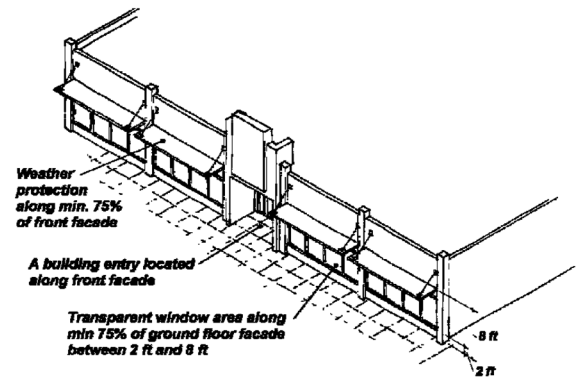 Weather
protection
along min. 75%
of front facade
A building entry located
along front facade
Transparent window area along
min 75% of ground floor facade
between 2 ft and 8 ft
8 ft
2 ft